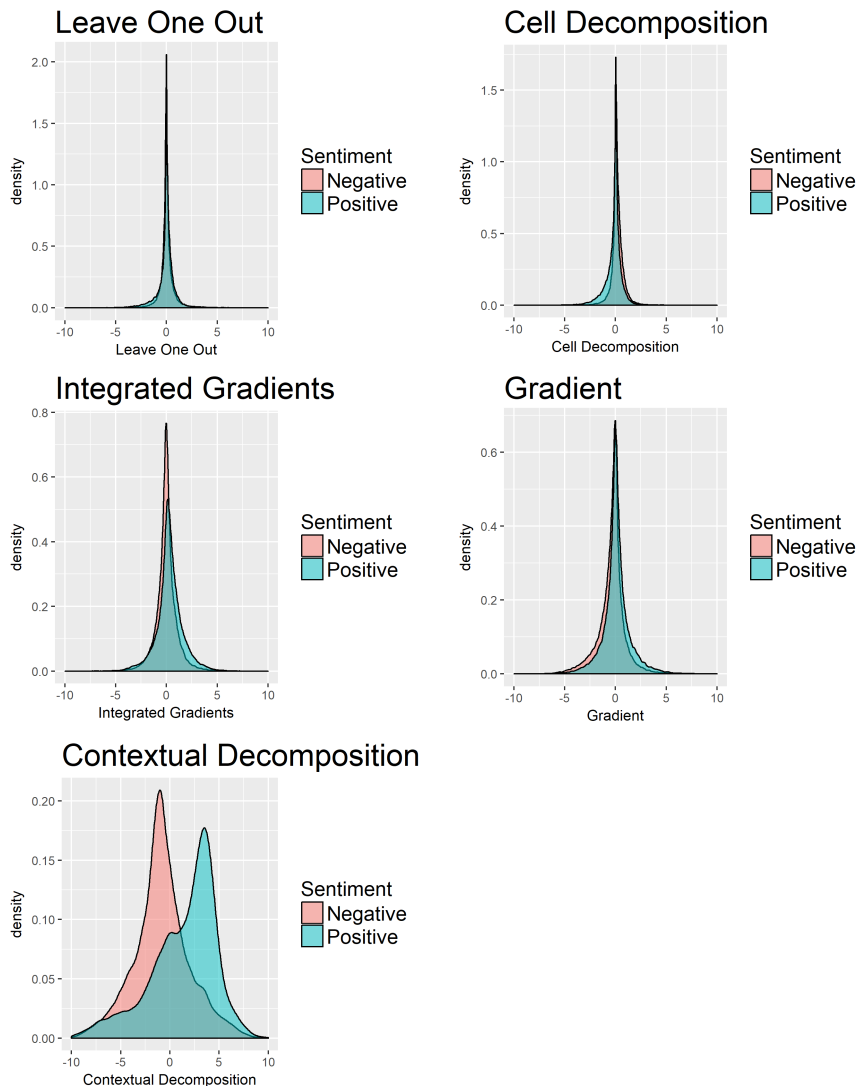 Leave One Out
2.0
1.5
1.0
0.5
0.0
density
-10 -5 0 5 10
Leave One Out
Sentiment
Negative
Positive
Cell Decomposition
1.5
1.0
0.5
0.0
density
-10 -5 0 5 10
Cell Decomposition
Sentiment
Negative
Positive
Integrated Gradients
0.8
0.6
0.4
0.2
0.0
density
-10 -5 0 5 10
Integrated Gradients
Sentiment
Negative
Positive
Gradient
0.6
0.4
0.2
0.0
density
-10 -5 0 5 10
Gradient
Sentiment
Negative
Positive
Contextual Decomposition
0.20
0.15
0.10
0.05
0.00
density
-10 -5 0 5 10
Contextual Decomposition
Sentiment
Negative
Positive